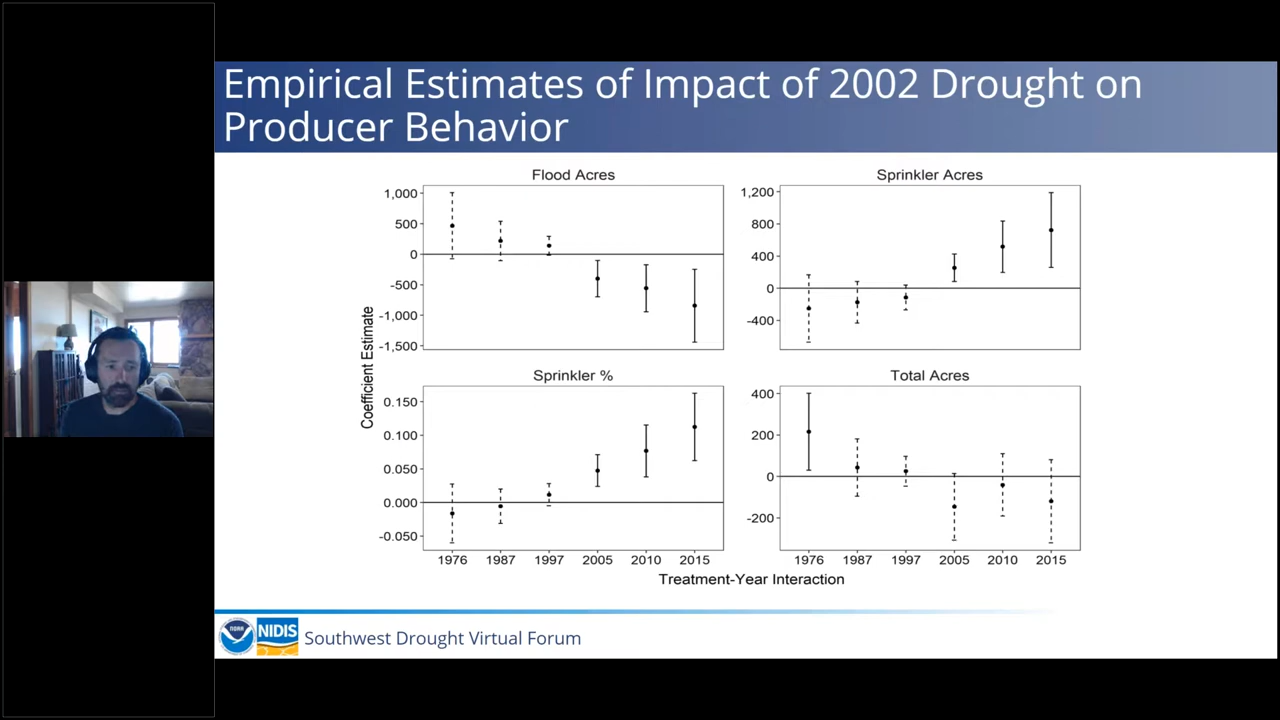 Empirical Estimates of Impact of 2002 Drought on
Producer Behavior
Flood Acres
1,000
500
0
-500
-1,000
-1,500
Sprinkler Acres
1,200
800
400
0
-400
Coefficient Estimate
Sprinkler %
0.150
0.100
0.050
0.000
-0.050
1976 1987 1997 2005 2010 2015
Total Acres
400
200
0
-200
1976 1987 1997 2005 2010 2015
Treatment-Year Interaction
NOAA
NIDIS
Southwest Drought Virtual Forum